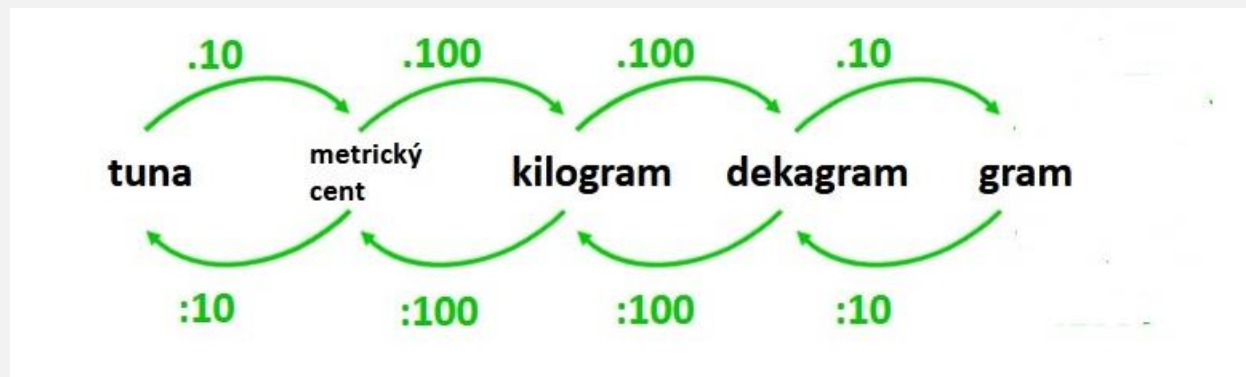 .10 .100 .100 .10
tuna metrický cent kilogram dekagram gram
:10 :100 :100 :10